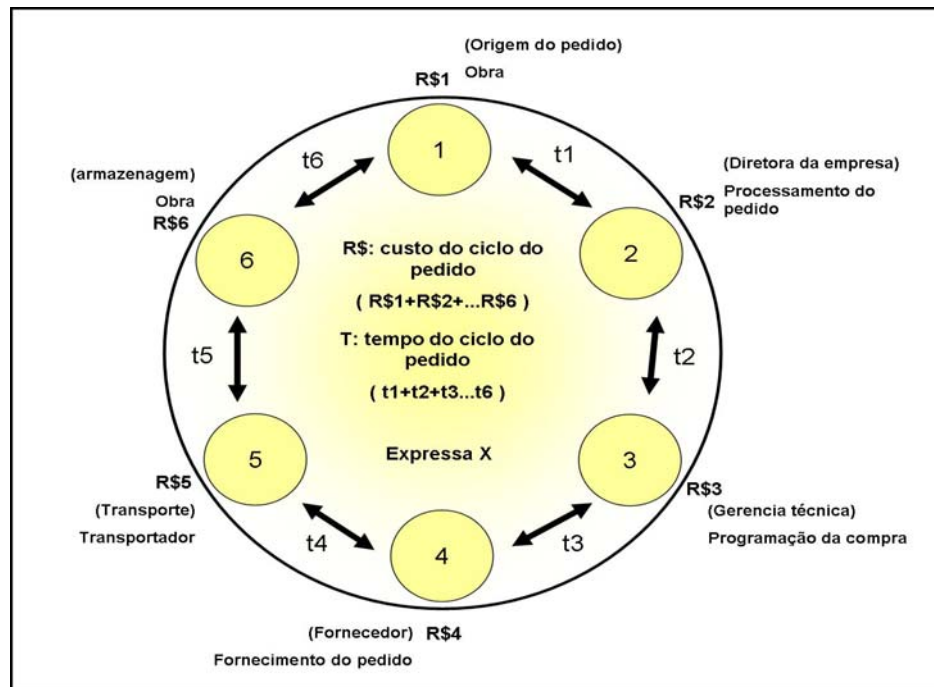 (Origem do pedido)
R$1 Obra
1
t6
t1
(armazenagem)
Obra
R$6
(Diretora da empresa)
R$2 Processamento do
pedido
6
2
R$: custo do ciclo do
pedido
( R$1+R$2+...R$6 )
T: tempo do ciclo do
pedido
( t1+t2+t3...t6 )
t5
t2
Expressa X
5
3
R$5
(Transporte)
Transportador
R$3
(Gerencia técnica)
Programação da compra
t4
t3
4
(Fornecedor) R$4
Fornecimento do pedido